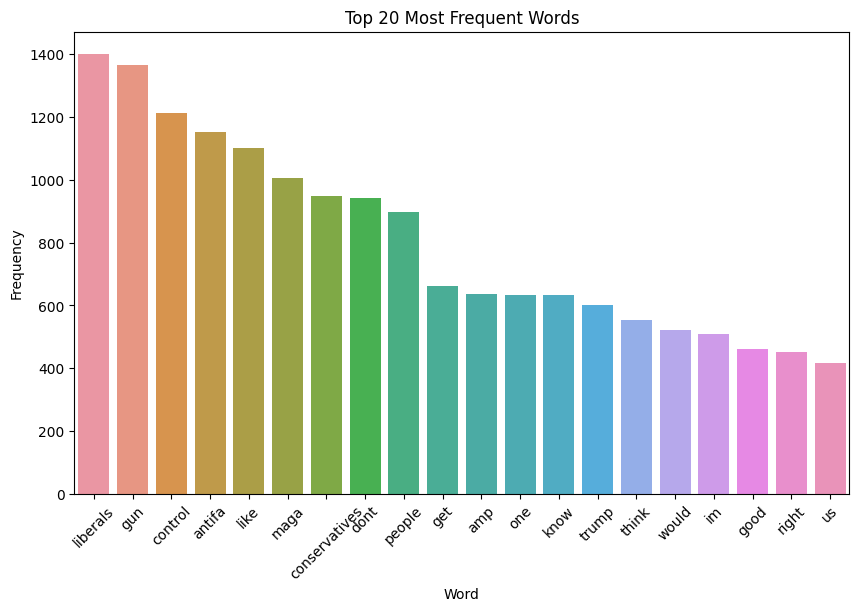 Top 20 Most Frequent Words
Frequency
1400
1200
1000
800
600
400
200
0
liberals
gun
control
antifa
like
maga
conservatives
dont
people
get
amp
one
know
trump
think
would
im
good
right
us
Word